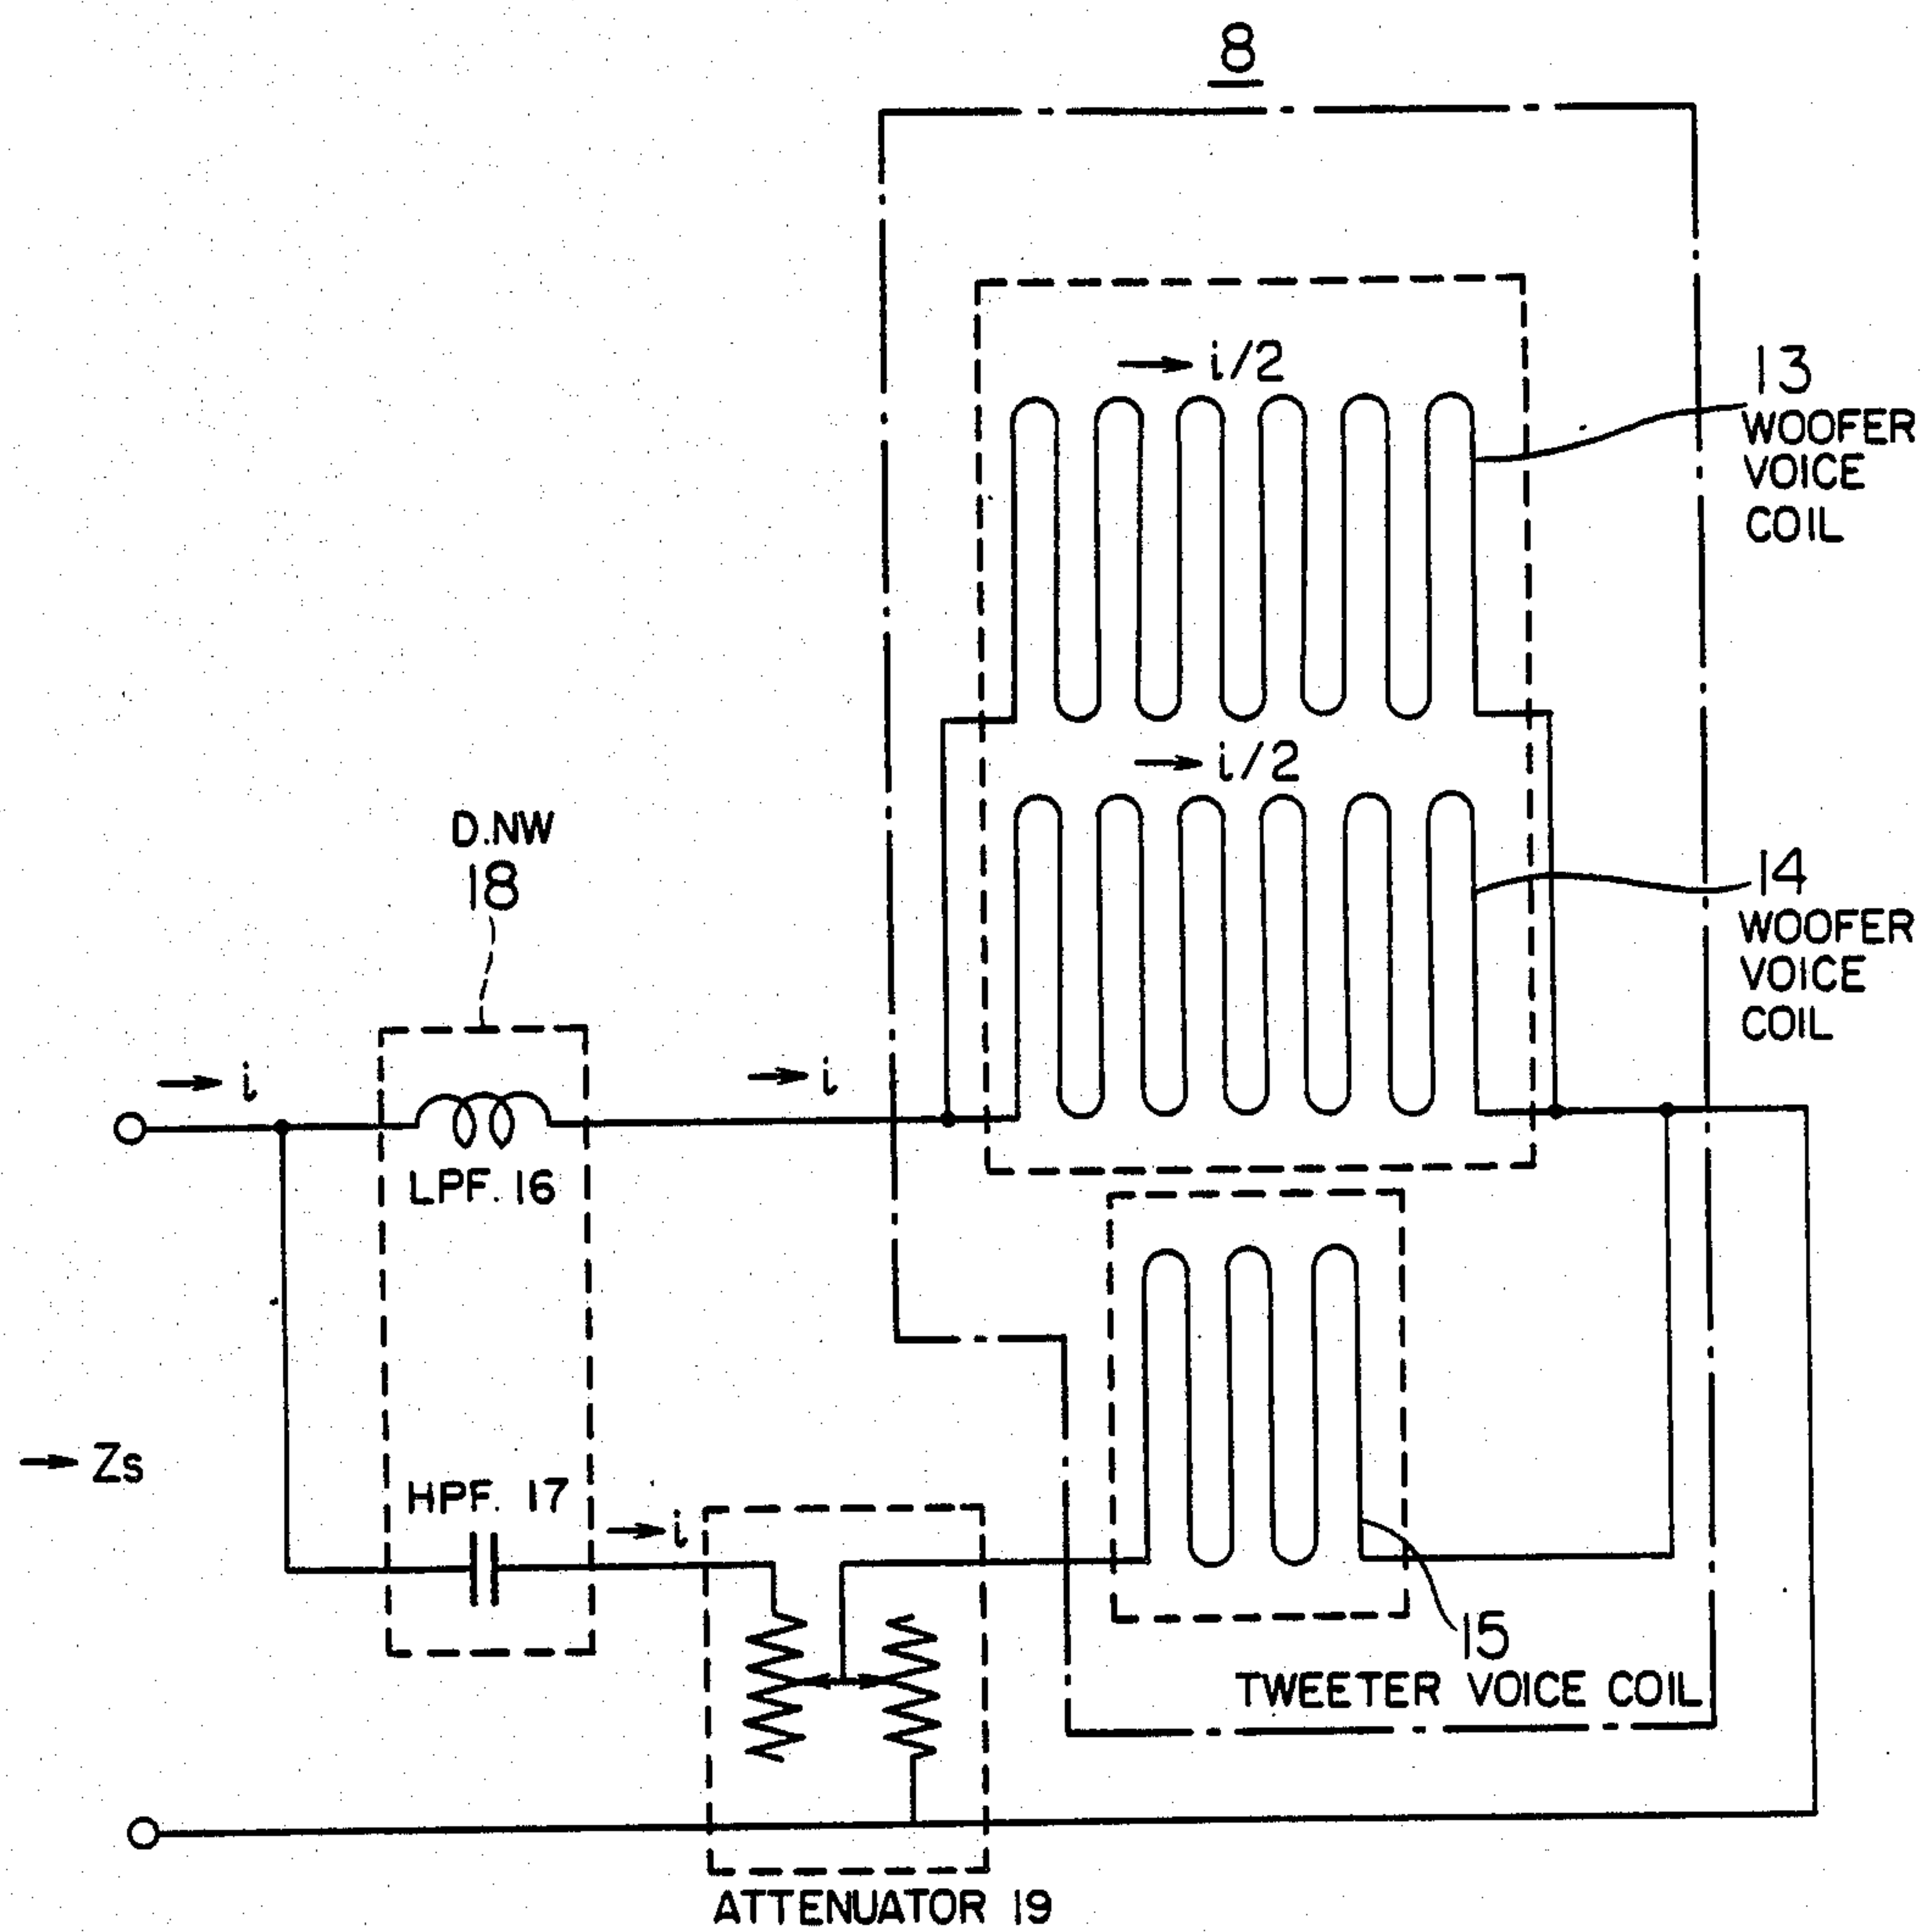 8
i/2
13
WOOFER
VOICE
COIL
i/2
D.NW
18
14
WOOFER
VOICE
COIL
i
i
LPF. 16
Zs
HPF. 17
i
15
TWEETER VOICE COIL
ATTENUATOR 19